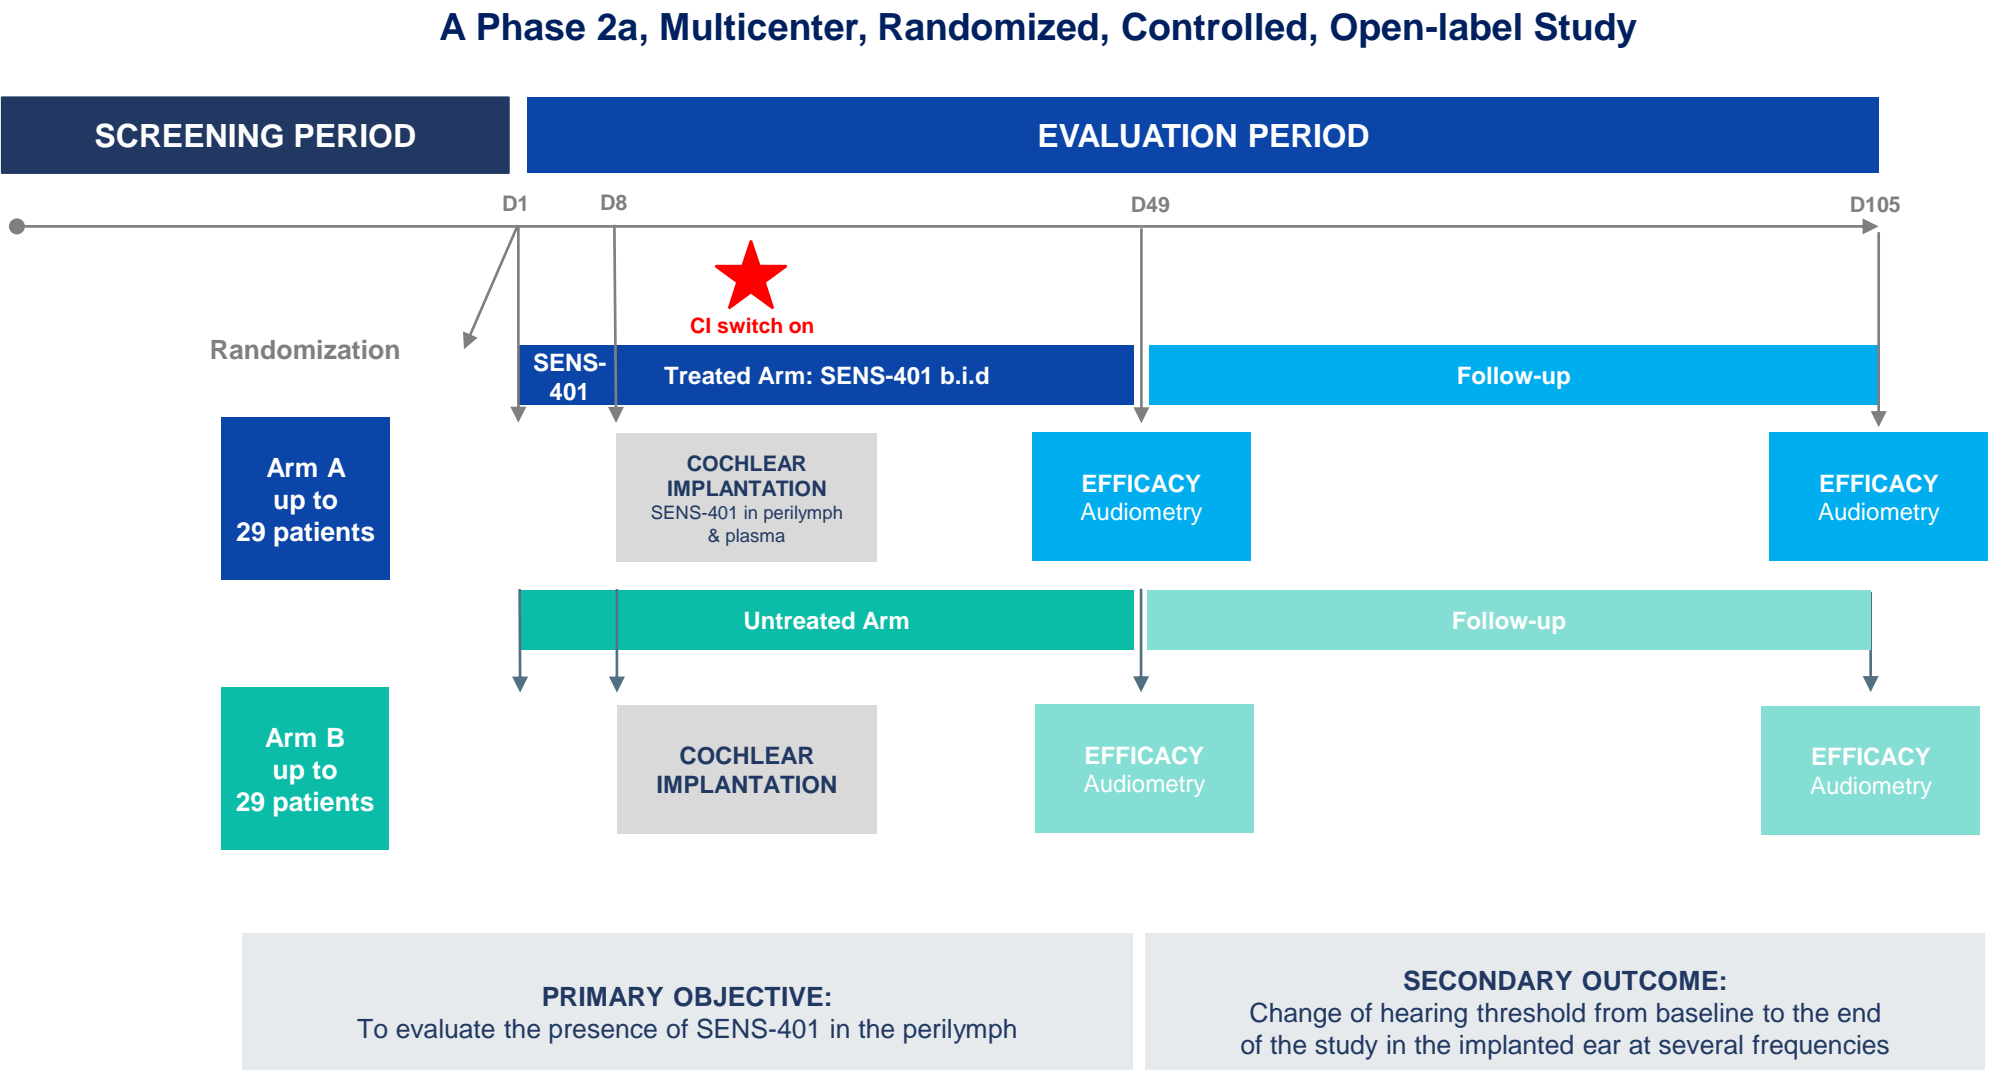 A Phase 2a, Multicenter, Randomized, Controlled, Open-label Study
SCREENING PERIOD
EVALUATION PERIOD
D1
D8
D49
D105
CI switch on
Randomization
SENS-
401
Treated Arm: SENS-401 b.i.d
Follow-up
Arm A
up to
29 patients
COCHLEAR
IMPLANTATION
SENS-401 in perilymph
& plasma
EFFICACY
Audiometry
EFFICACY
Audiometry
Untreated Arm
Follow-up
Arm B
up to
29 patients
COCHLEAR
IMPLANTATION
EFFICACY
Audiometry
EFFICACY
Audiometry
PRIMARY OBJECTIVE:
To evaluate the presence of SENS-401 in the perilymph
SECONDARY OUTCOME:
Change of hearing threshold from baseline to the end
of the study in the implanted ear at several frequencies